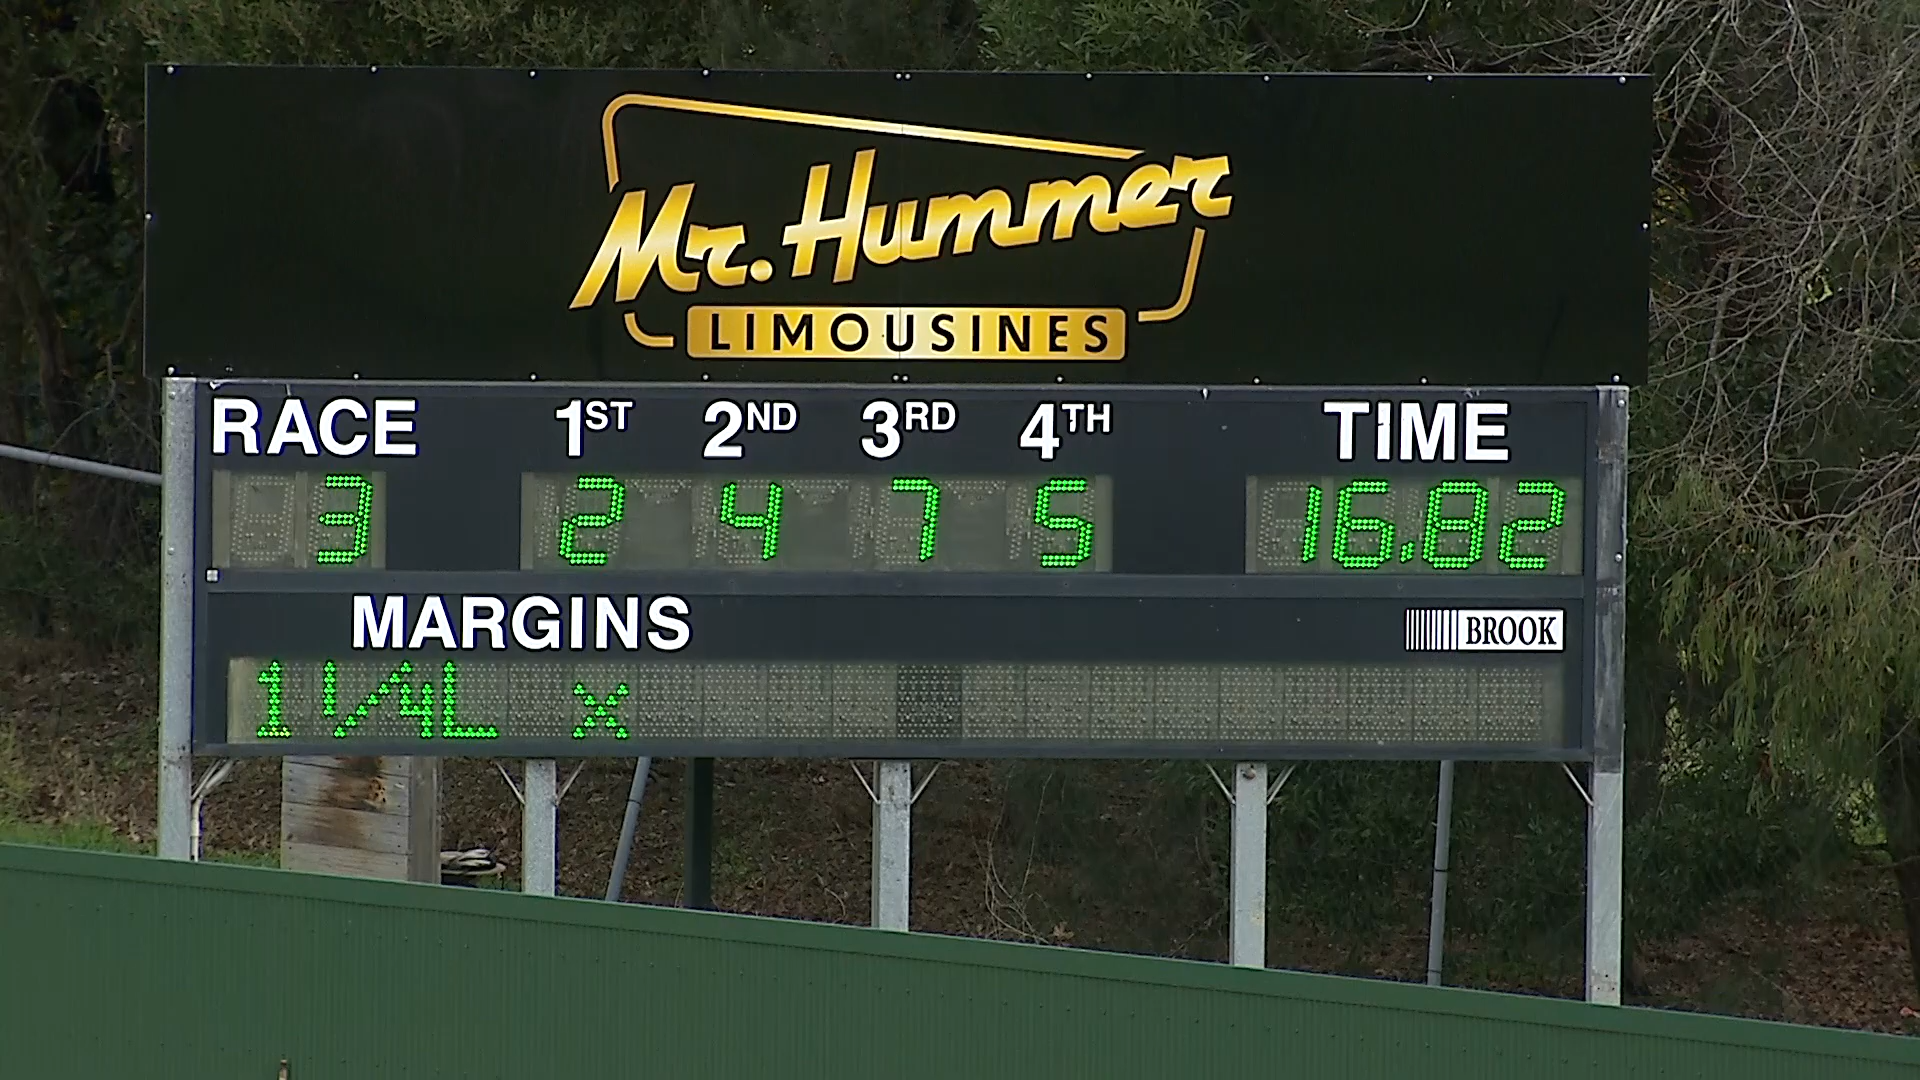 Mr. Hummer
LIMOUSINES
RACE 1ST 2ND 3RD 4TH TIME
3 2 4 7 5 16.82
MARGINS
BROOK
1 1/4L x